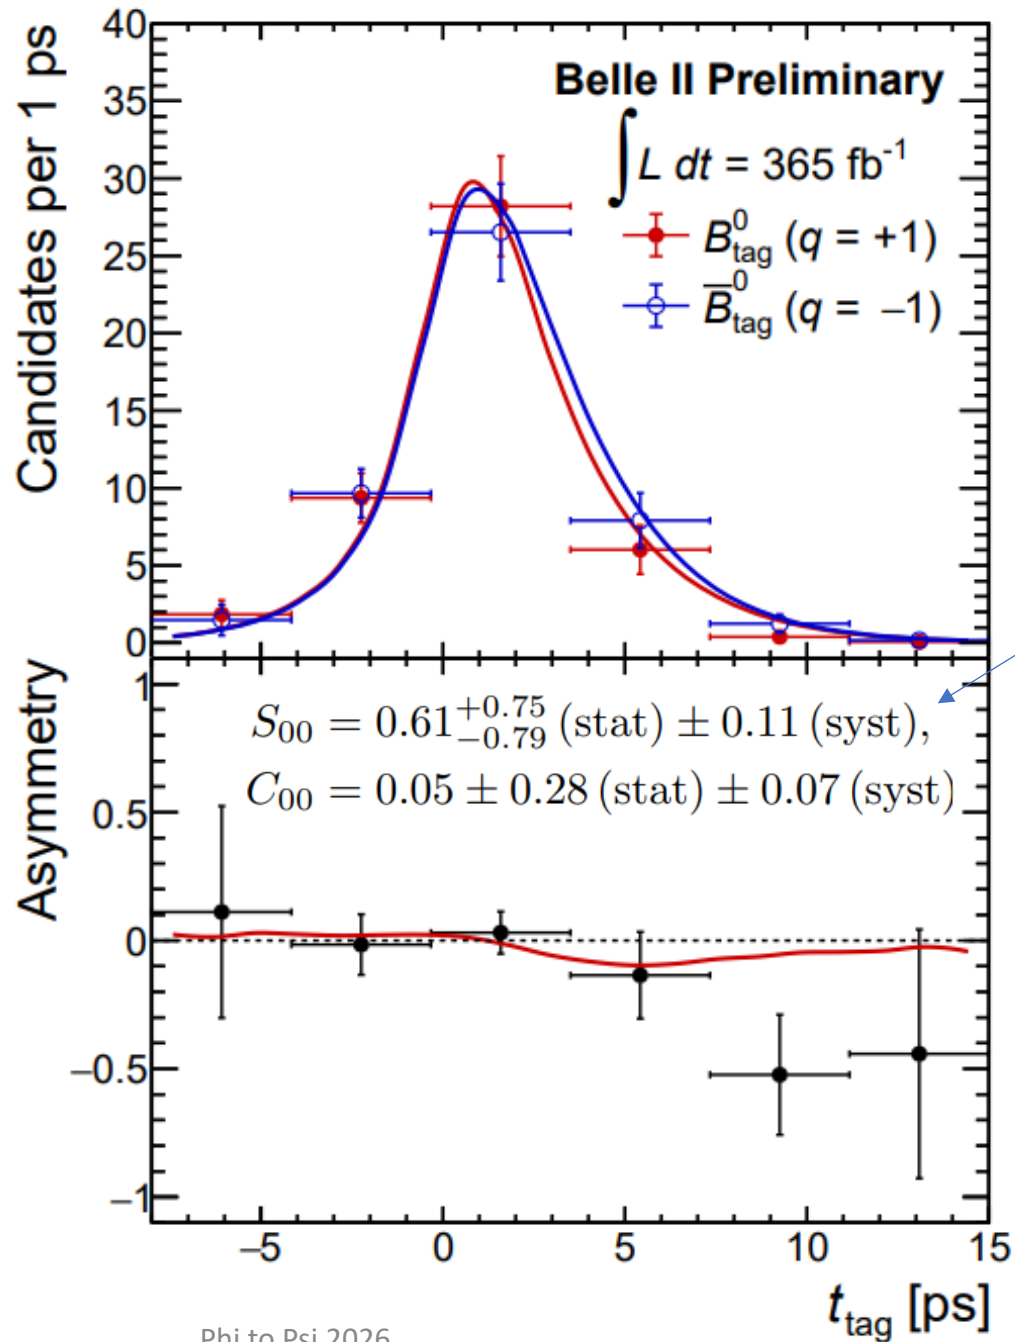 40
35
30
25
20
15
10
5
0
Candidates per 1 ps
Belle II Preliminary
∫L dt = 365 fb⁻¹
B⁰tag (q = +1)
B̅⁰tag (q = −1)
1
0.5
0
−0.5
−1
Asymmetry
S₀₀ = 0.61 +0.75 −0.79 (stat) ± 0.11 (syst),
C₀₀ = 0.05 ± 0.28 (stat) ± 0.07 (syst)
−5 0 5 10 15
t_tag [ps]
Phi to Psi 2026